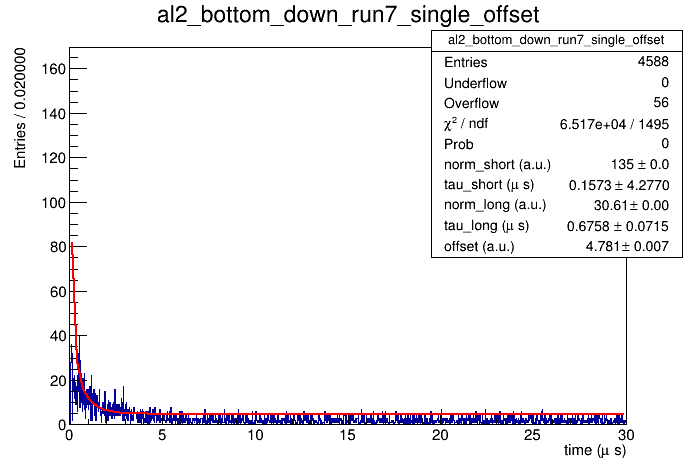 al2_bottom_down_run7_single_offset
al2_bottom_down_run7_single_offset
Entries 4588
Underflow 0
Overflow 56
χ² / ndf 6.517e+04 / 1495
Prob 0
norm_short (a.u.) 135 ± 0.0
tau_short (μ s) 0.1573 ± 4.2770
norm_long (a.u.) 30.61 ± 0.00
tau_long (μ s) 0.6758 ± 0.0715
offset (a.u.) 4.781 ± 0.007
Entries / 0.020000
160
140
120
100
80
60
40
20
0
0 5 10 15 20 25 30
time (μ s)